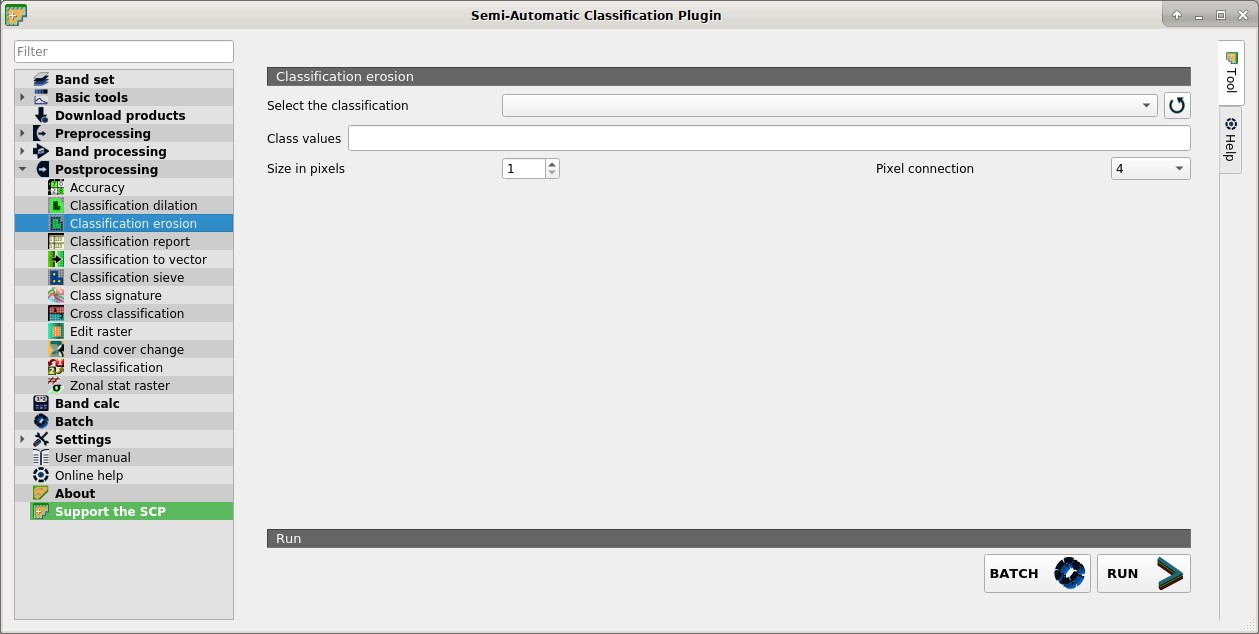 Semi-Automatic Classification Plugin
Filter
Band set
Basic tools
Download products
Preprocessing
Band processing
Postprocessing
Accuracy
Classification dilation
Classification erosion
Classification report
Classification to vector
Classification sieve
Class signature
Cross classification
Edit raster
Land cover change
Reclassification
Zonal stat raster
Band calc
Batch
Settings
User manual
Online help
About
Support the SCP
Classification erosion
Select the classification
Class values
Size in pixels 1 Pixel connection 4
Run
BATCH RUN
Tool
Help